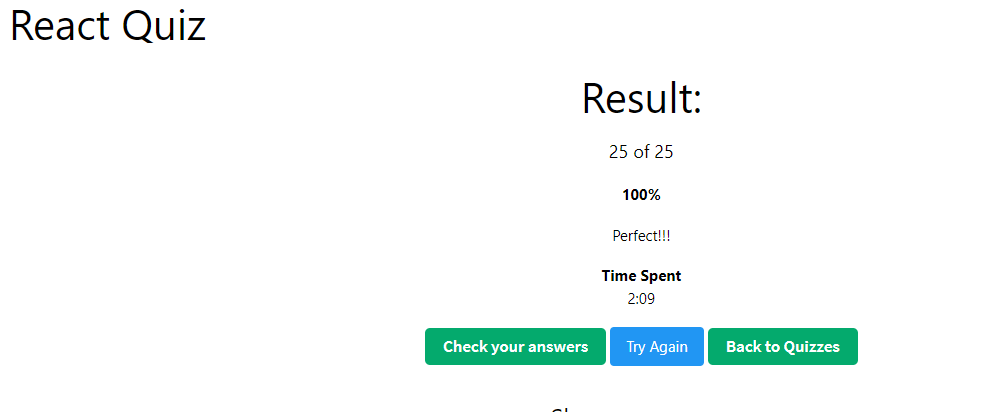 React Quiz
Result:
25 of 25
100%
Perfect!!!
Time Spent
2:09
Check your answers Try Again Back to Quizzes